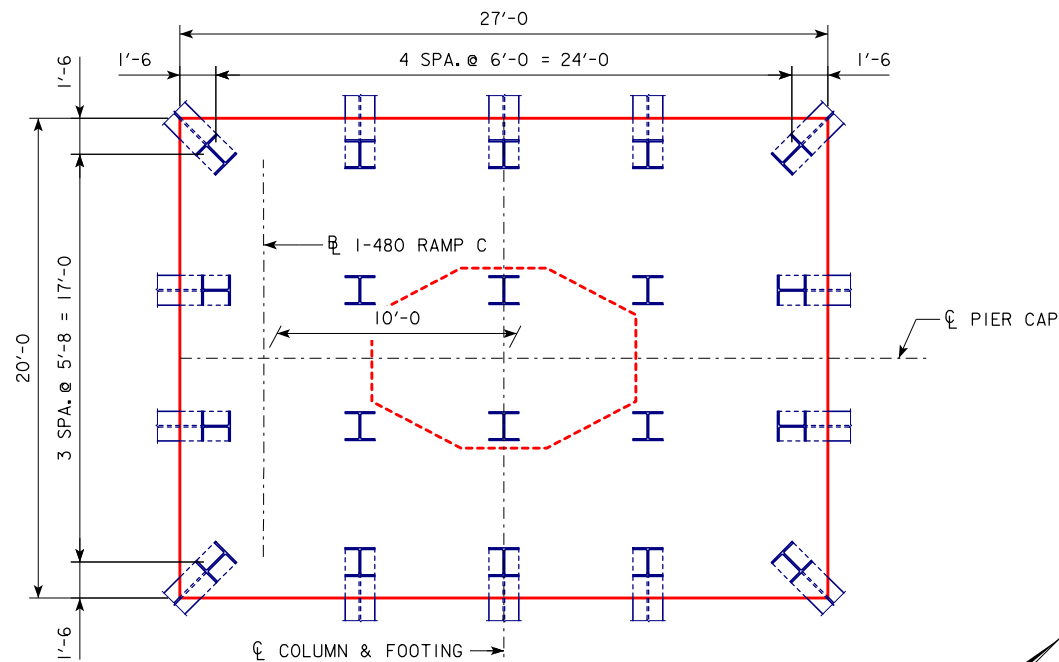 27'-0
1'-6
4 SPA. @ 6'-0 = 24'-0
1'-6
1'-6
℄ I-480 RAMP C
10'-0
℄ PIER CAP
20'-0
3 SPA. @ 5'-8 = 17'-0
1'-6
℄ COLUMN & FOOTING